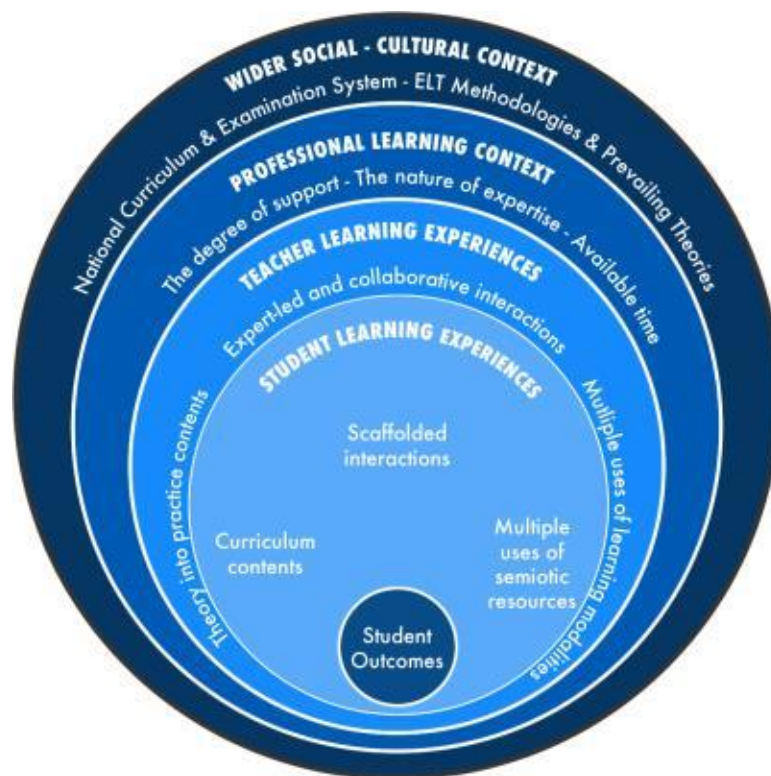 WIDER SOCIAL - CULTURAL CONTEXT
National Curriculum & Examination System - ELT Methodologies & Prevailing Theories
PROFESSIONAL LEARNING CONTEXT
The degree of support - The nature of expertise - Available time
TEACHER LEARNING EXPERIENCES
Expert-led and collaborative interactions
Theory into practice contents
Mutliple uses of learning modalities
STUDENT LEARNING EXPERIENCES
Scaffolded
interactions
Curriculum
contents
Multiple
uses of
semiotic
resources
Student
Outcomes